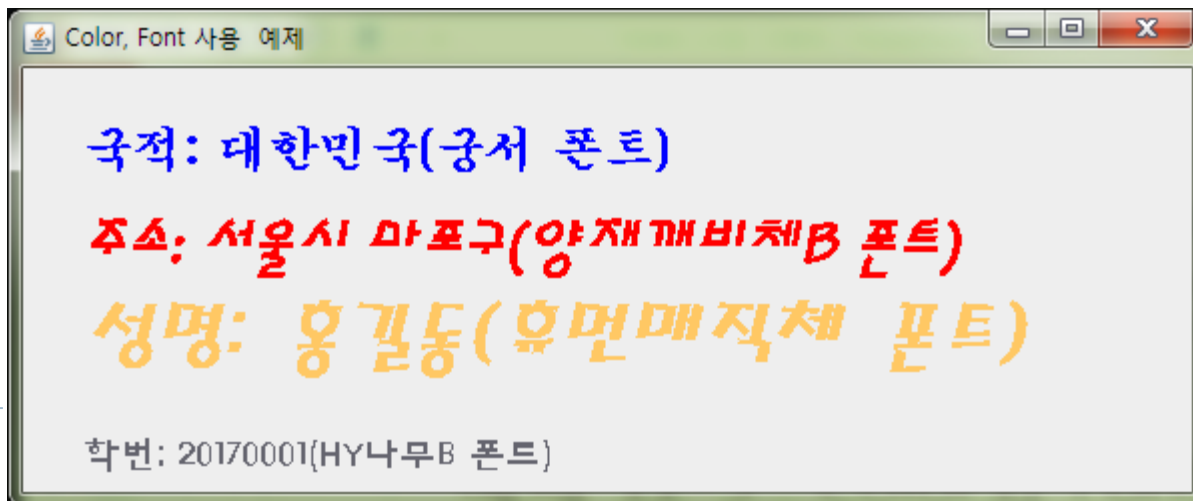 Color, Font 사용 예제
국적: 대한민국(궁서 폰트)
주소: 서울시 마포구(양재깨비체B 폰트)
성명: 홍길동(휴먼매직체 폰트)
학번: 20170001(HY나무B 폰트)